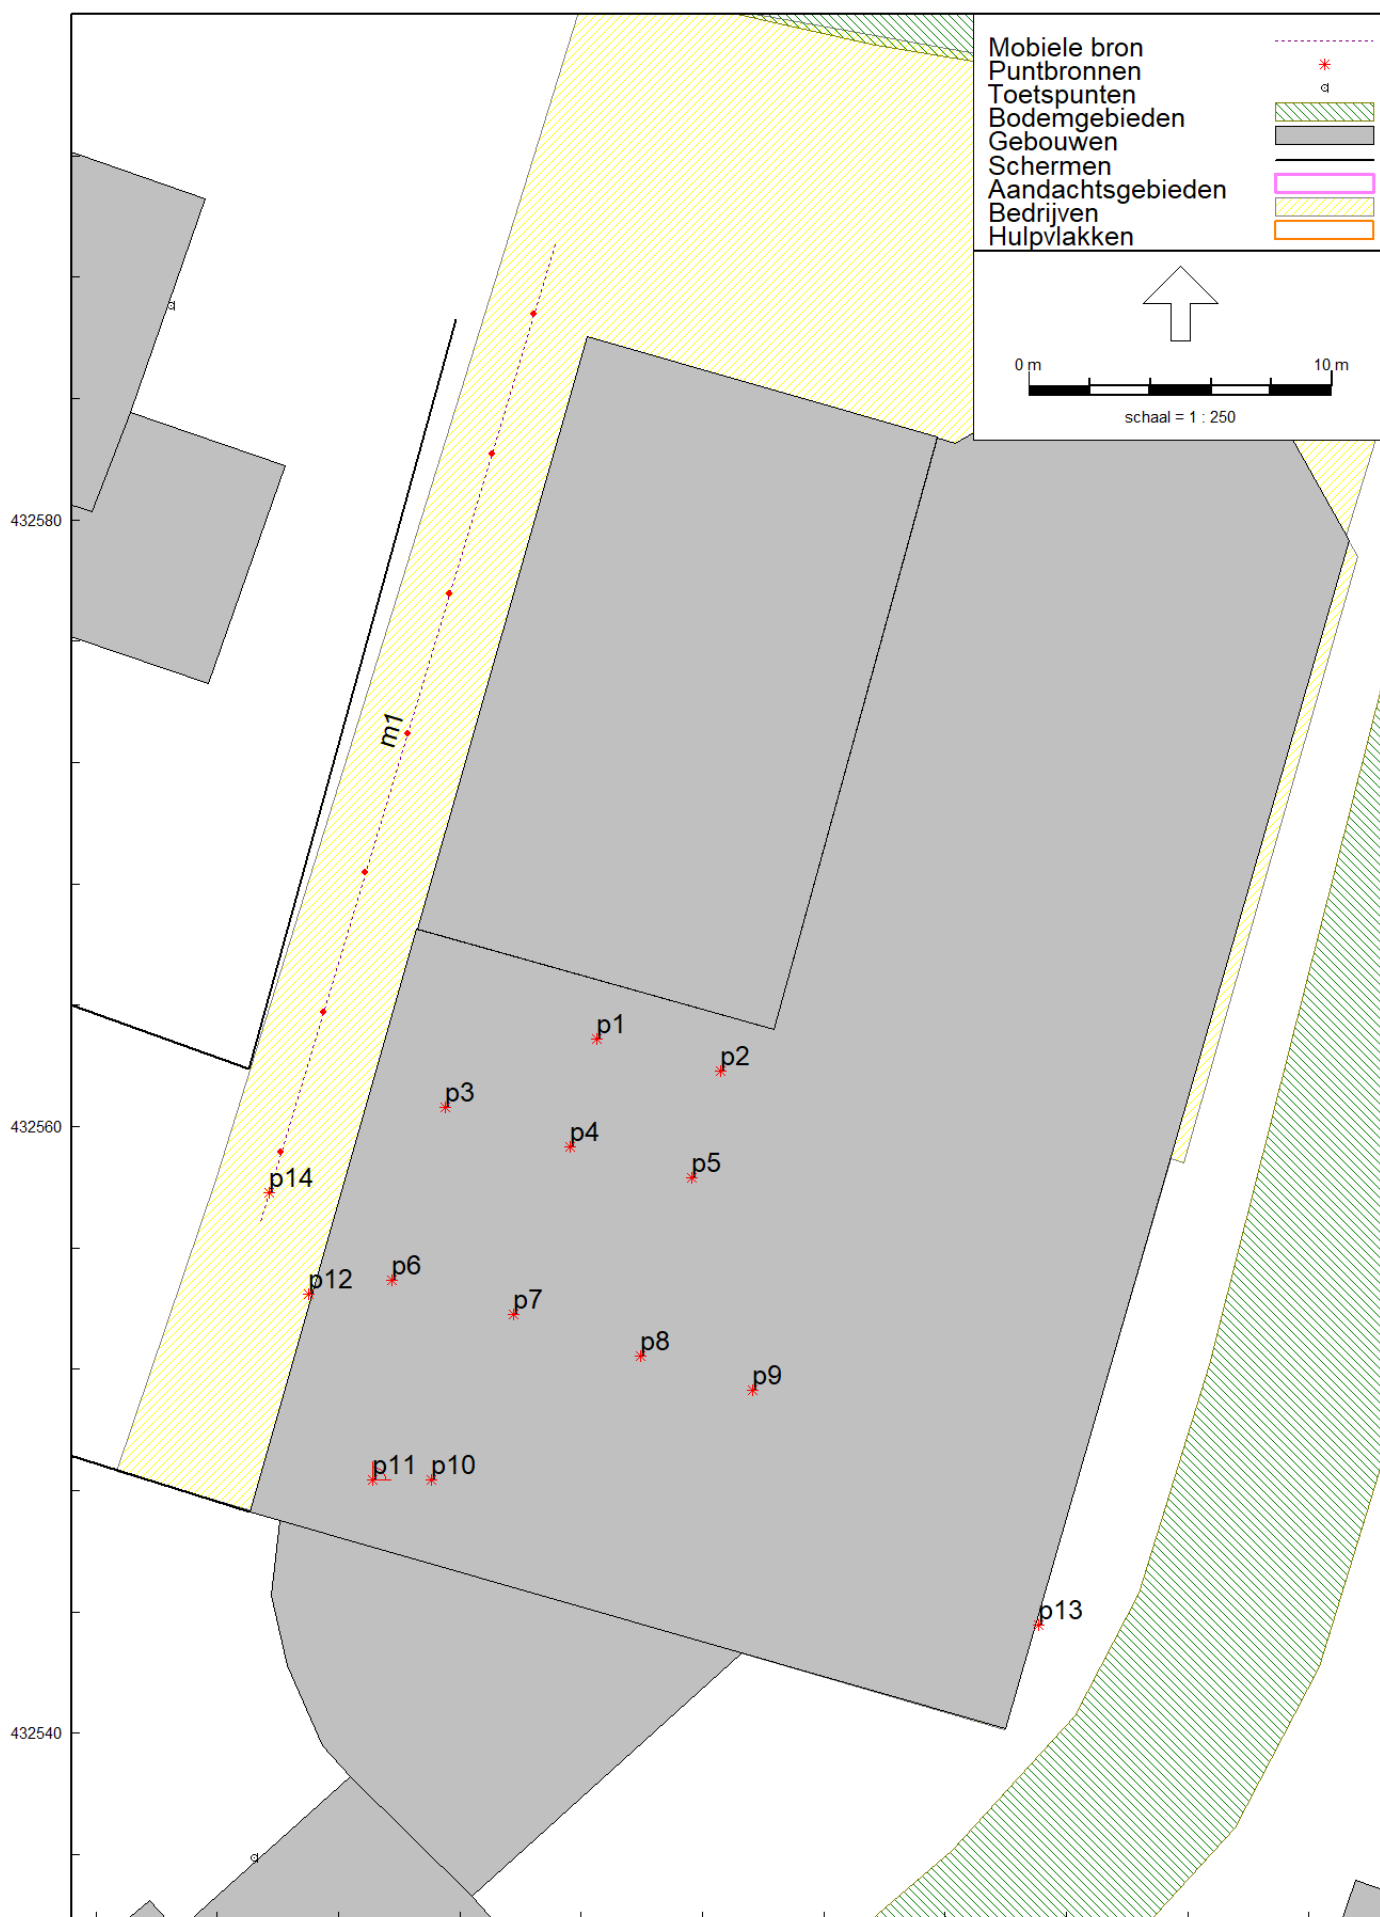 Mobiele bron
Puntbronnen
Toetspunten
Bodemgebieden
Gebouwen
Schermen
Aandachtsgebieden
Bedrijven
Hulpvlakken
0 m 10 m
schaal = 1 : 250
432580
m1
p1
p2
p3
432560
p4
p5
p14
p6
p12
p7
p8
p9
p11 p10
p13
432540